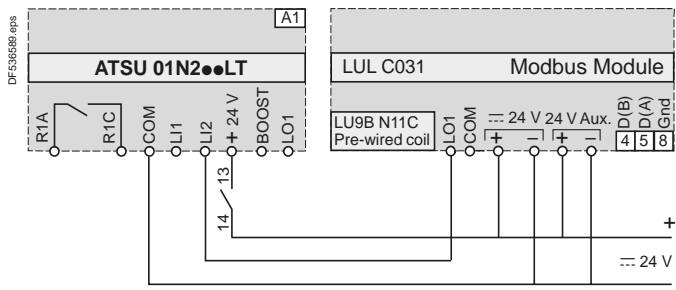 DF536589.eps
A1
ATSU 01N2●●LT
R1A
R1C
COM
LI1
LI2
+ 24 V
BOOST
LO1
13
14
LUL C031 Modbus Module
LU9B N11C
Pre-wired coil
LO1
COM
⎓ 24 V
+ –
24 V Aux.
+ –
D(B)
D(A)
Gnd
4 5 8
+
⎓ 24 V